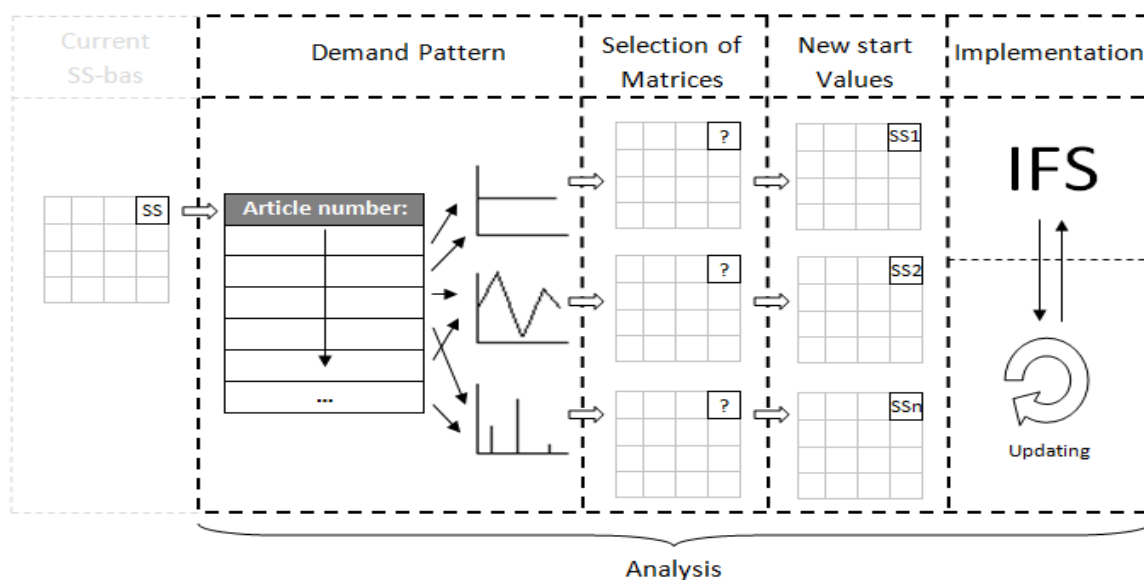 Current
SS-bas
Demand Pattern
Selection of
Matrices
New start
Values
Implementation
SS
Article number:
...
?
?
?
SS1
SS2
SSn
IFS
Updating
Analysis